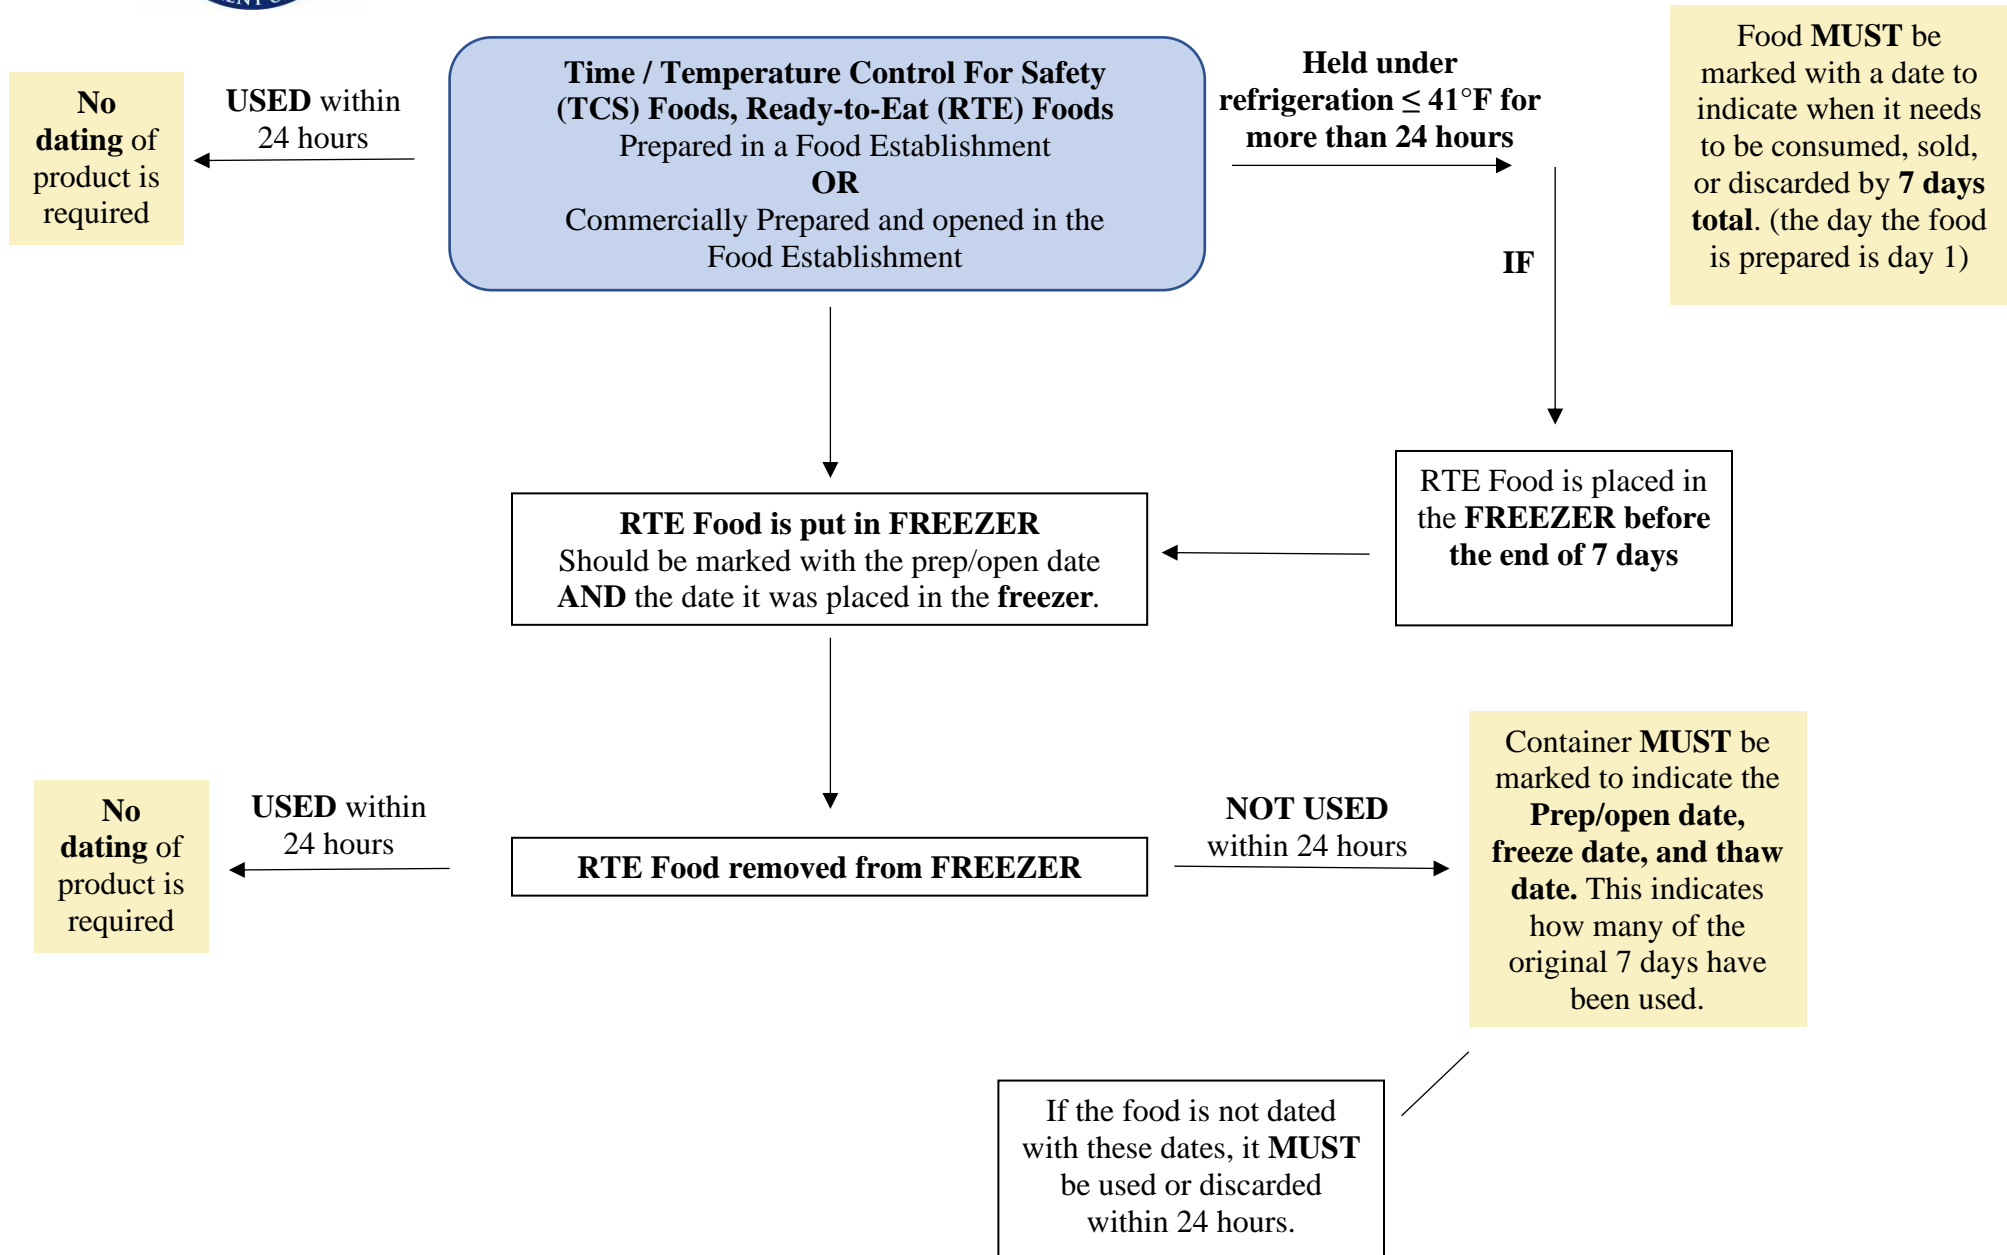 No
dating of
product is
required
USED within
24 hours
Time / Temperature Control For Safety
(TCS) Foods, Ready-to-Eat (RTE) Foods
Prepared in a Food Establishment
OR
Commercially Prepared and opened in the
Food Establishment
Held under
refrigeration ≤ 41°F for
more than 24 hours
Food MUST be
marked with a date to
indicate when it needs
to be consumed, sold,
or discarded by 7 days
total. (the day the food
is prepared is day 1)
IF
RTE Food is placed in
the FREEZER before
the end of 7 days
RTE Food is put in FREEZER
Should be marked with the prep/open date
AND the date it was placed in the freezer.
No
dating of
product is
required
USED within
24 hours
RTE Food removed from FREEZER
NOT USED
within 24 hours
Container MUST be
marked to indicate the
Prep/open date,
freeze date, and thaw
date. This indicates
how many of the
original 7 days have
been used.
If the food is not dated
with these dates, it MUST
be used or discarded
within 24 hours.